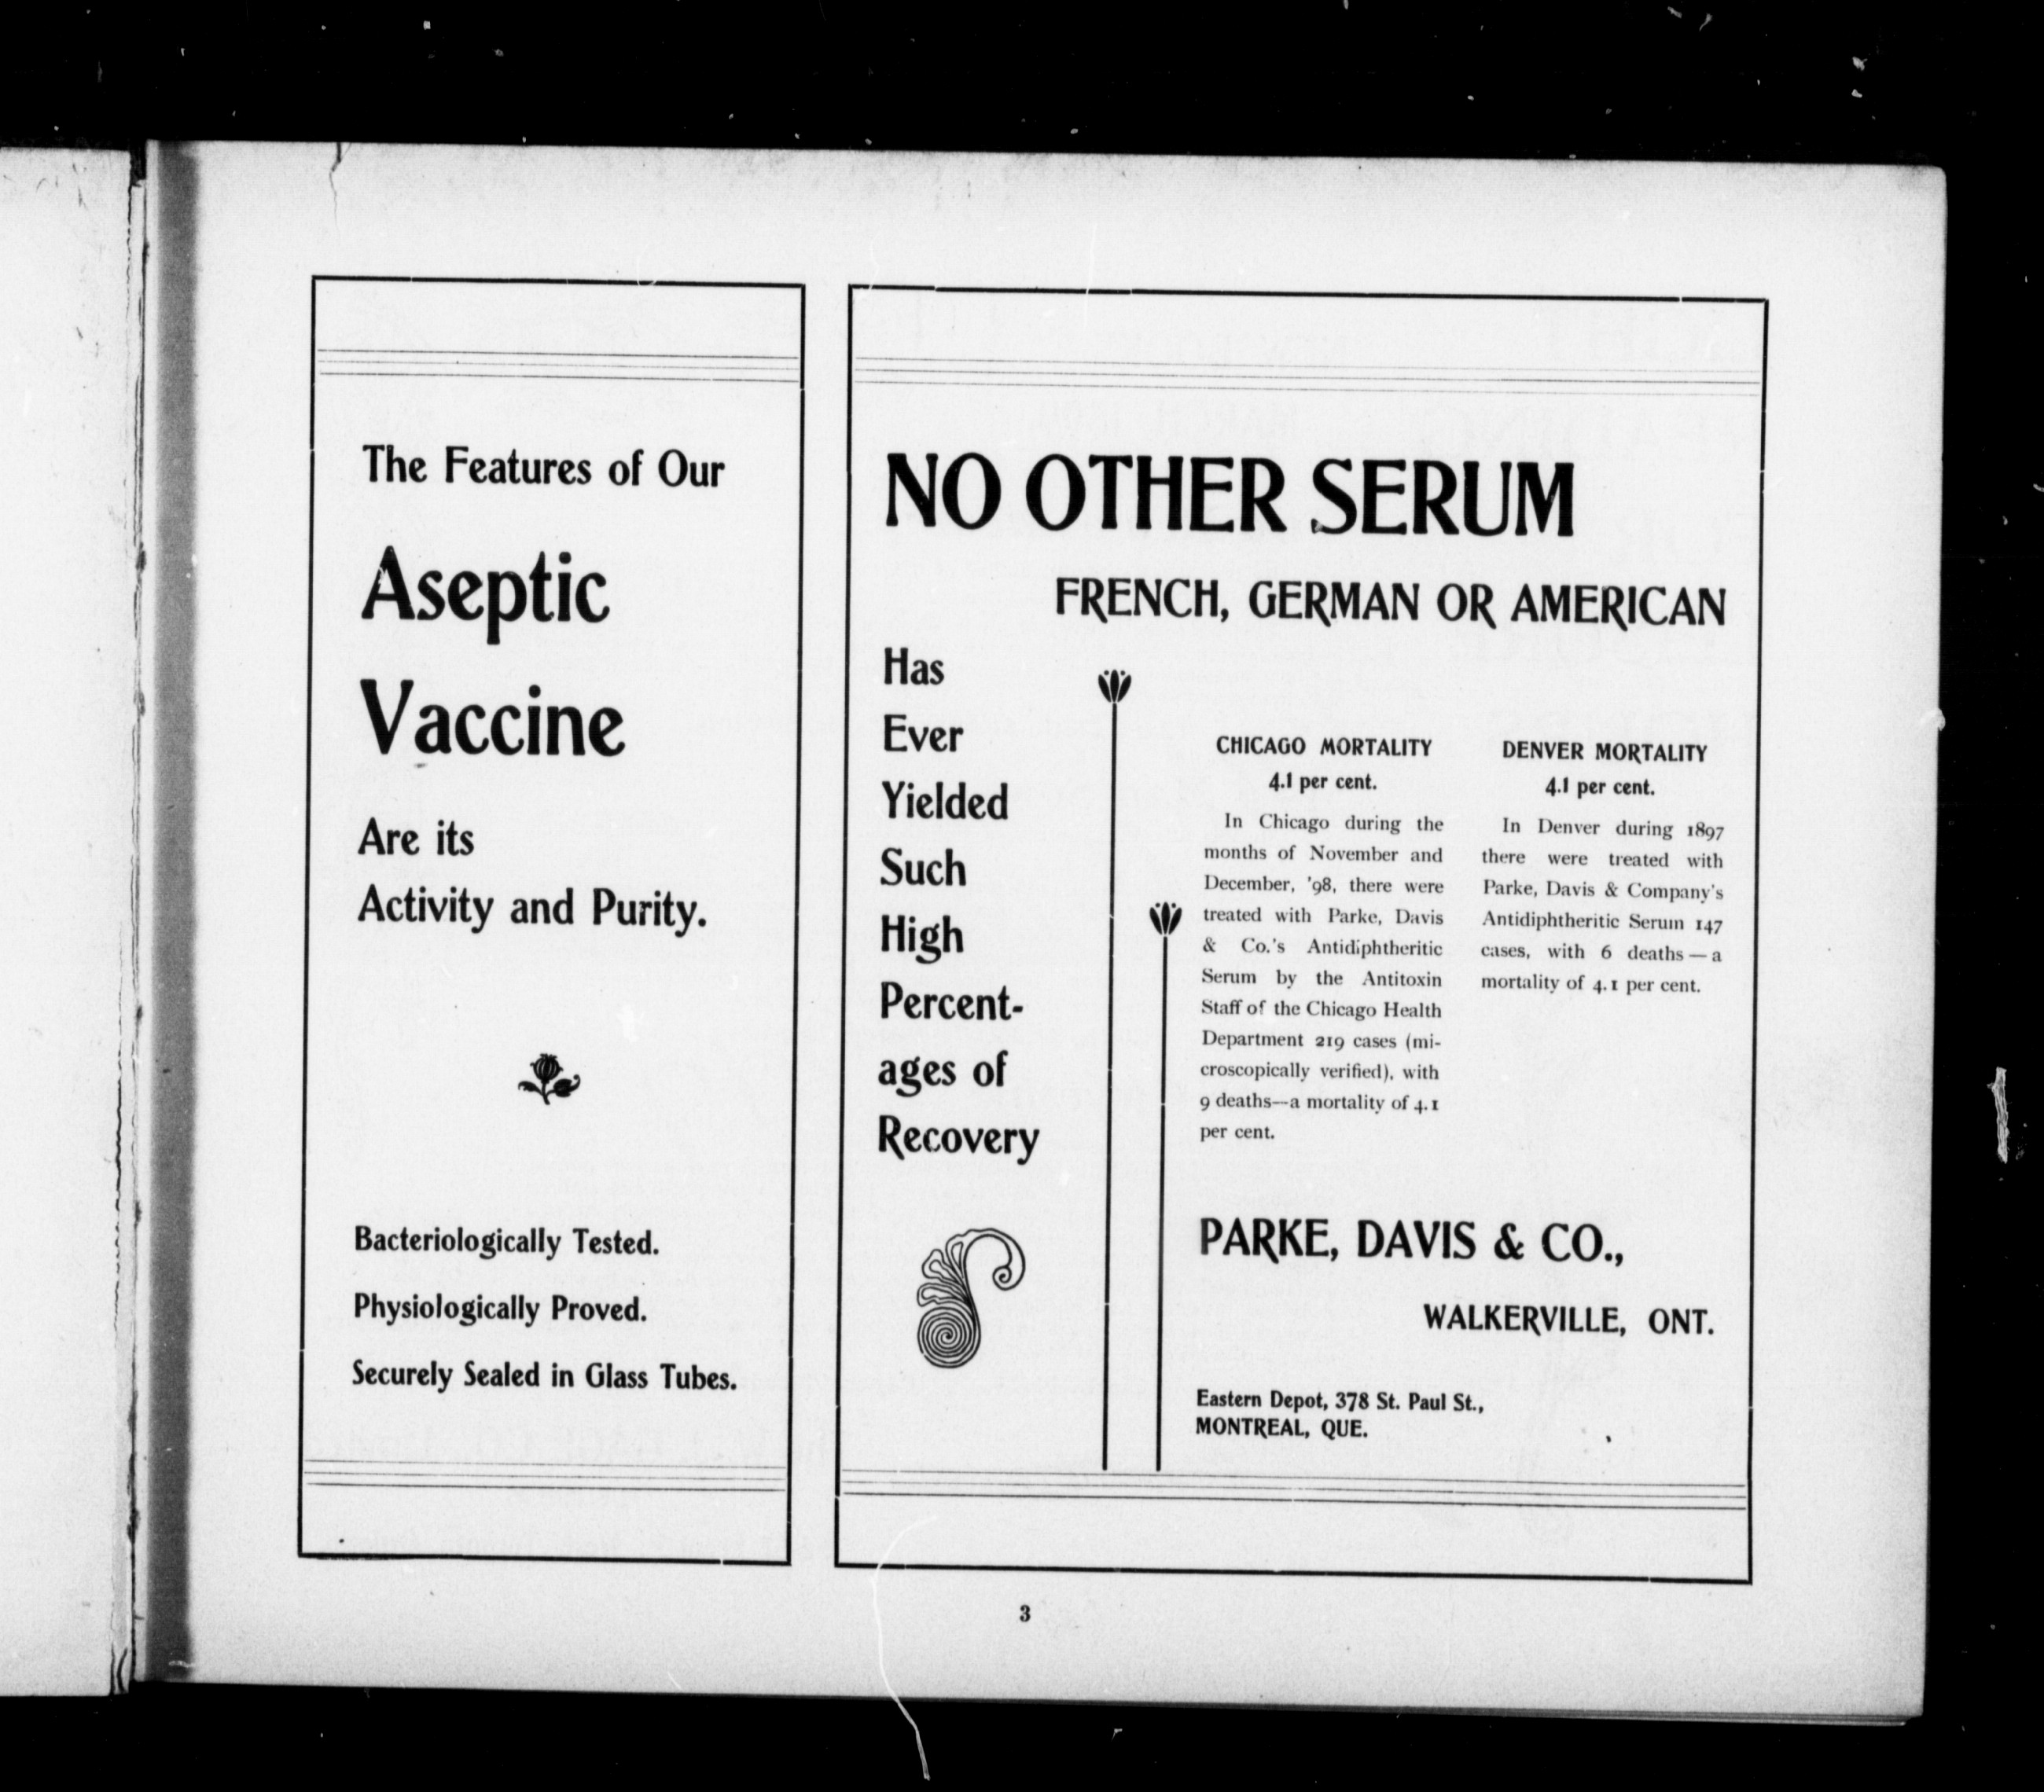 The Features of Our
Aseptic
Vaccine
Are its
Activity and Purity.
Bacteriologically Tested.
Physiologically Proved.
Securely Sealed in Glass Tubes.
NO OTHER SERUM
FRENCH, GERMAN OR AMERICAN
Has
Ever
Yielded
Such
High
Percent-
ages of
Recovery
CHICAGO MORTALITY
4.1 per cent.
In Chicago during the
months of November and
December, '98, there were
treated with Parke, Davis
& Co.'s Antidiphtheritic
Serum by the Antitoxin
Staff of the Chicago Health
Department 219 cases (mi-
croscopically verified), with
9 deaths—a mortality of 4.1
per cent.
DENVER MORTALITY
4.1 per cent.
In Denver during 1897
there were treated with
Parke, Davis & Company's
Antidiphtheritic Serum 147
cases, with 6 deaths—a
mortality of 4.1 per cent.
PARKE, DAVIS & CO.,
WALKERVILLE, ONT.
Eastern Depot, 378 St. Paul St.,
MONTREAL, QUE.
3